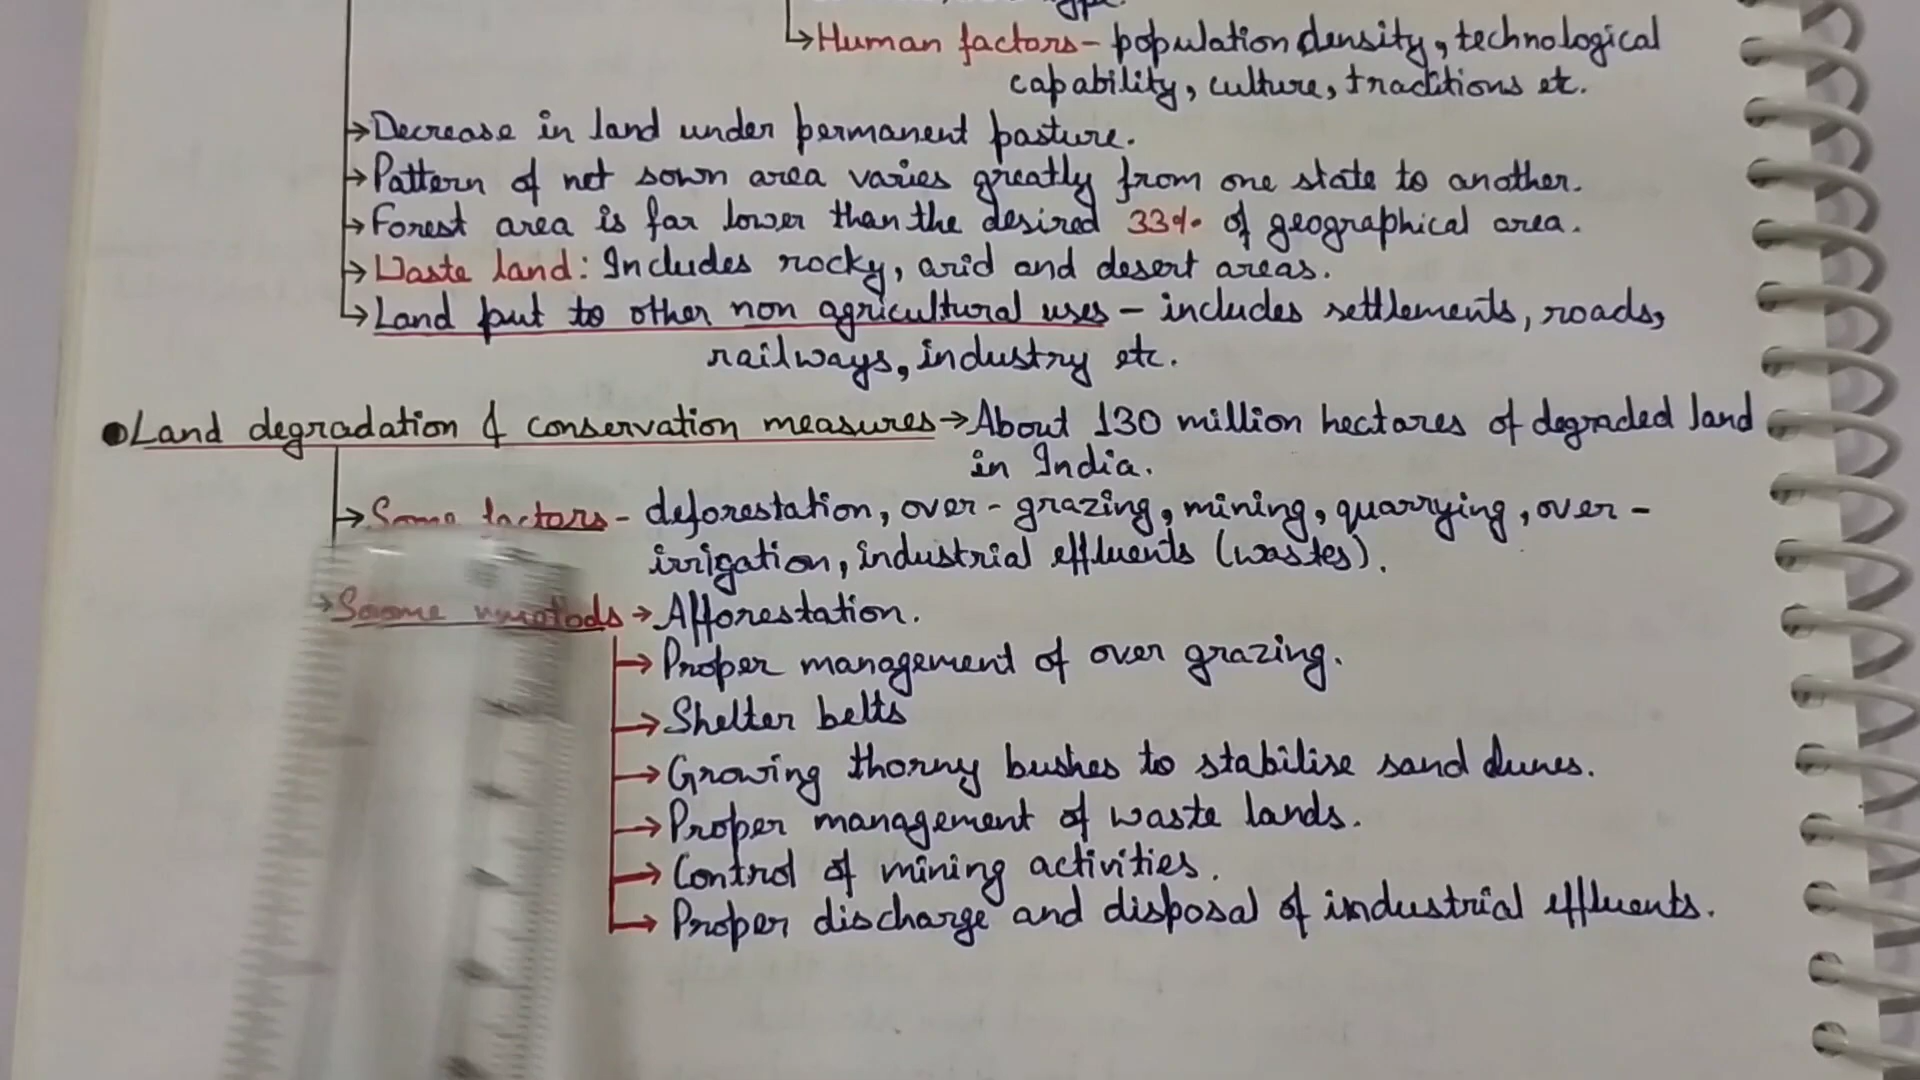 Human factors - population density, technological
capability, culture, traditions etc.
Decrease in land under permanent pasture.
Pattern of net sown area varies greatly from one state to another.
Forest area is far lower than the desired 33% of geographical area.
Waste land: Includes rocky, arid and desert areas.
Land put to other non agricultural uses - includes settlements, roads,
railways, industry etc.
Land degradation & conservation measures → About 130 million hectares of degraded land
in India.
Some factors - deforestation, over-grazing, mining, quarrying, over-
irrigation, industrial effluents (wastes).
Some → Afforestation.
Proper management of over grazing.
Shelter belts
Growing thorny bushes to stabilise sand dunes.
Proper management of waste lands.
Control of mining activities.
Proper discharge and disposal of industrial effluents.